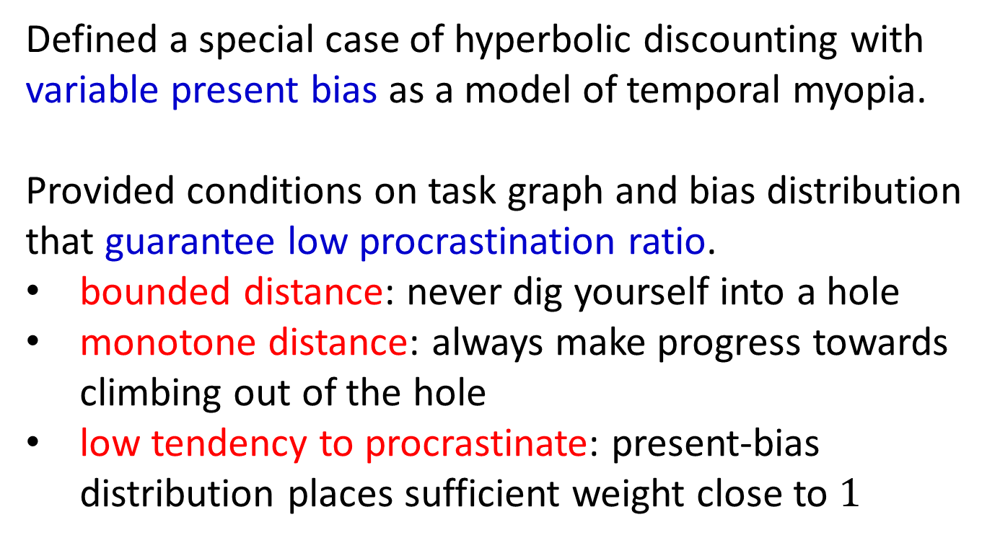 Defined a special case of hyperbolic discounting with
variable present bias as a model of temporal myopia.
Provided conditions on task graph and bias distribution
that guarantee low procrastination ratio.
• bounded distance: never dig yourself into a hole
• monotone distance: always make progress towards
climbing out of the hole
• low tendency to procrastinate: present-bias
distribution places sufficient weight close to 1